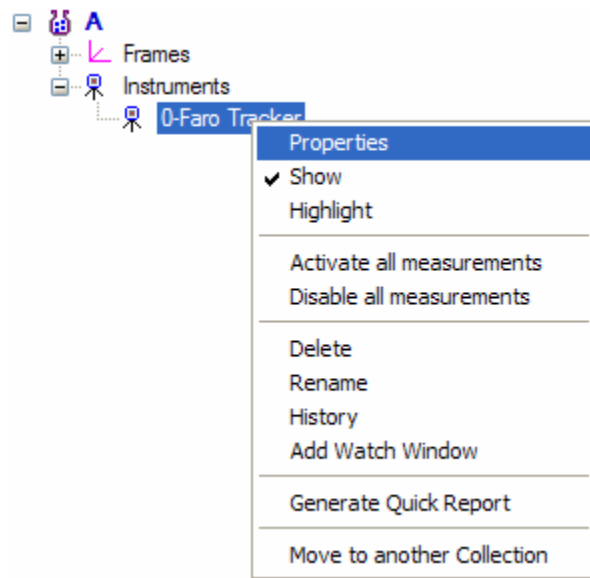 A
Frames
Instruments
0-Faro Tracker
Properties
Show
Highlight
Activate all measurements
Disable all measurements
Delete
Rename
History
Add Watch Window
Generate Quick Report
Move to another Collection